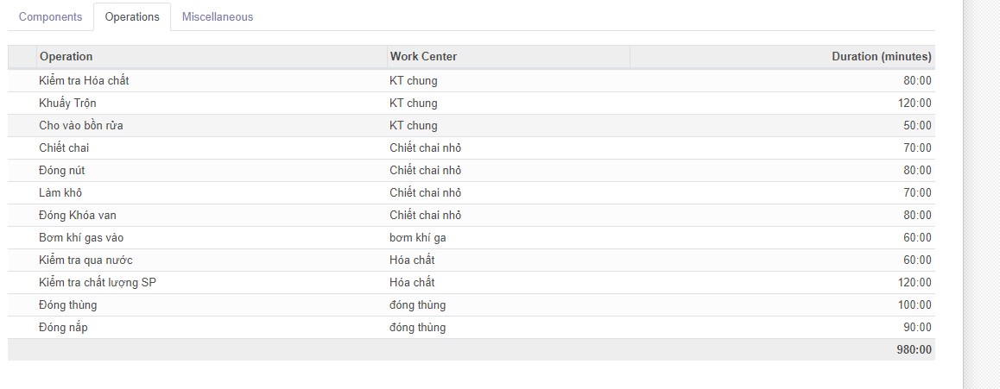 Components Operations Miscellaneous
Operation Work Center Duration (minutes)
Kiểm tra Hóa chất KT chung 80:00
Khuấy Trộn KT chung 120:00
Cho vào bồn rửa KT chung 50:00
Chiết chai Chiết chai nhỏ 70:00
Đóng nút Chiết chai nhỏ 80:00
Làm khô Chiết chai nhỏ 70:00
Đóng Khóa van Chiết chai nhỏ 80:00
Bơm khí gas vào bơm khí ga 60:00
Kiểm tra qua nước Hóa chất 60:00
Kiểm tra chất lượng SP Hóa chất 120:00
Đóng thùng đóng thùng 100:00
Đóng nắp đóng thùng 90:00
980:00